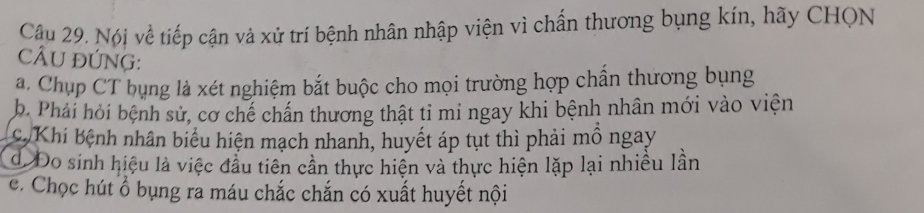 Câu 29. Nói về tiếp cận và xử trí bệnh nhân nhập viện vì chấn thương bụng kín, hãy CHỌN
CÂU ĐÚNG:
a. Chụp CT bụng là xét nghiệm bắt buộc cho mọi trường hợp chấn thương bụng
b. Phải hỏi bệnh sử, cơ chế chấn thương thật tỉ mỉ ngay khi bệnh nhân mới vào viện
c. Khi bệnh nhân biểu hiện mạch nhanh, huyết áp tụt thì phải mổ ngay
d. Đo sinh hiệu là việc đầu tiên cần thực hiện và thực hiện lặp lại nhiều lần
e. Chọc hút ổ bụng ra máu chắc chắn có xuất huyết nội